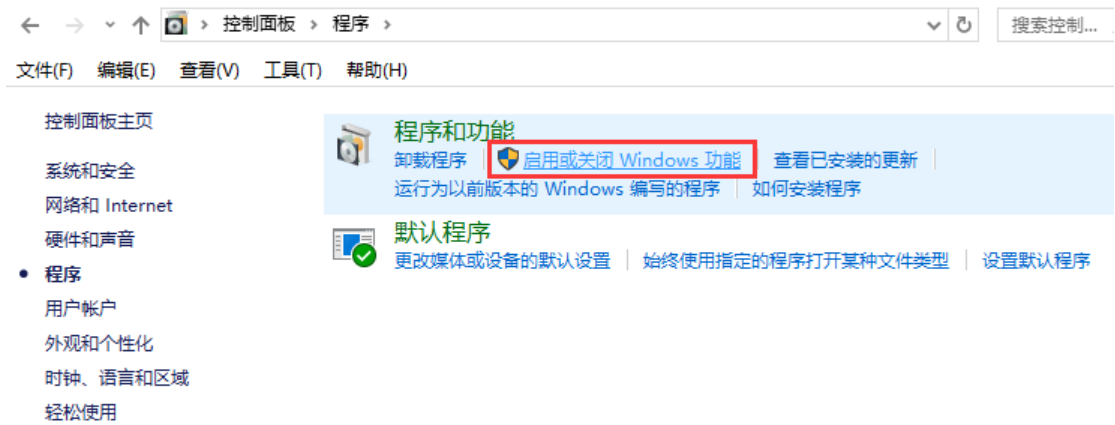 控制面板 › 程序 ›
搜索控制...
文件(F) 编辑(E) 查看(V) 工具(T) 帮助(H)
控制面板主页
系统和安全
网络和 Internet
硬件和声音
程序
用户帐户
外观和个性化
时钟、语言和区域
轻松使用
程序和功能
卸载程序 启用或关闭 Windows 功能 查看已安装的更新
运行为以前版本的 Windows 编写的程序 如何安装程序
默认程序
更改媒体或设备的默认设置 始终使用指定的程序打开某种文件类型 设置默认程序